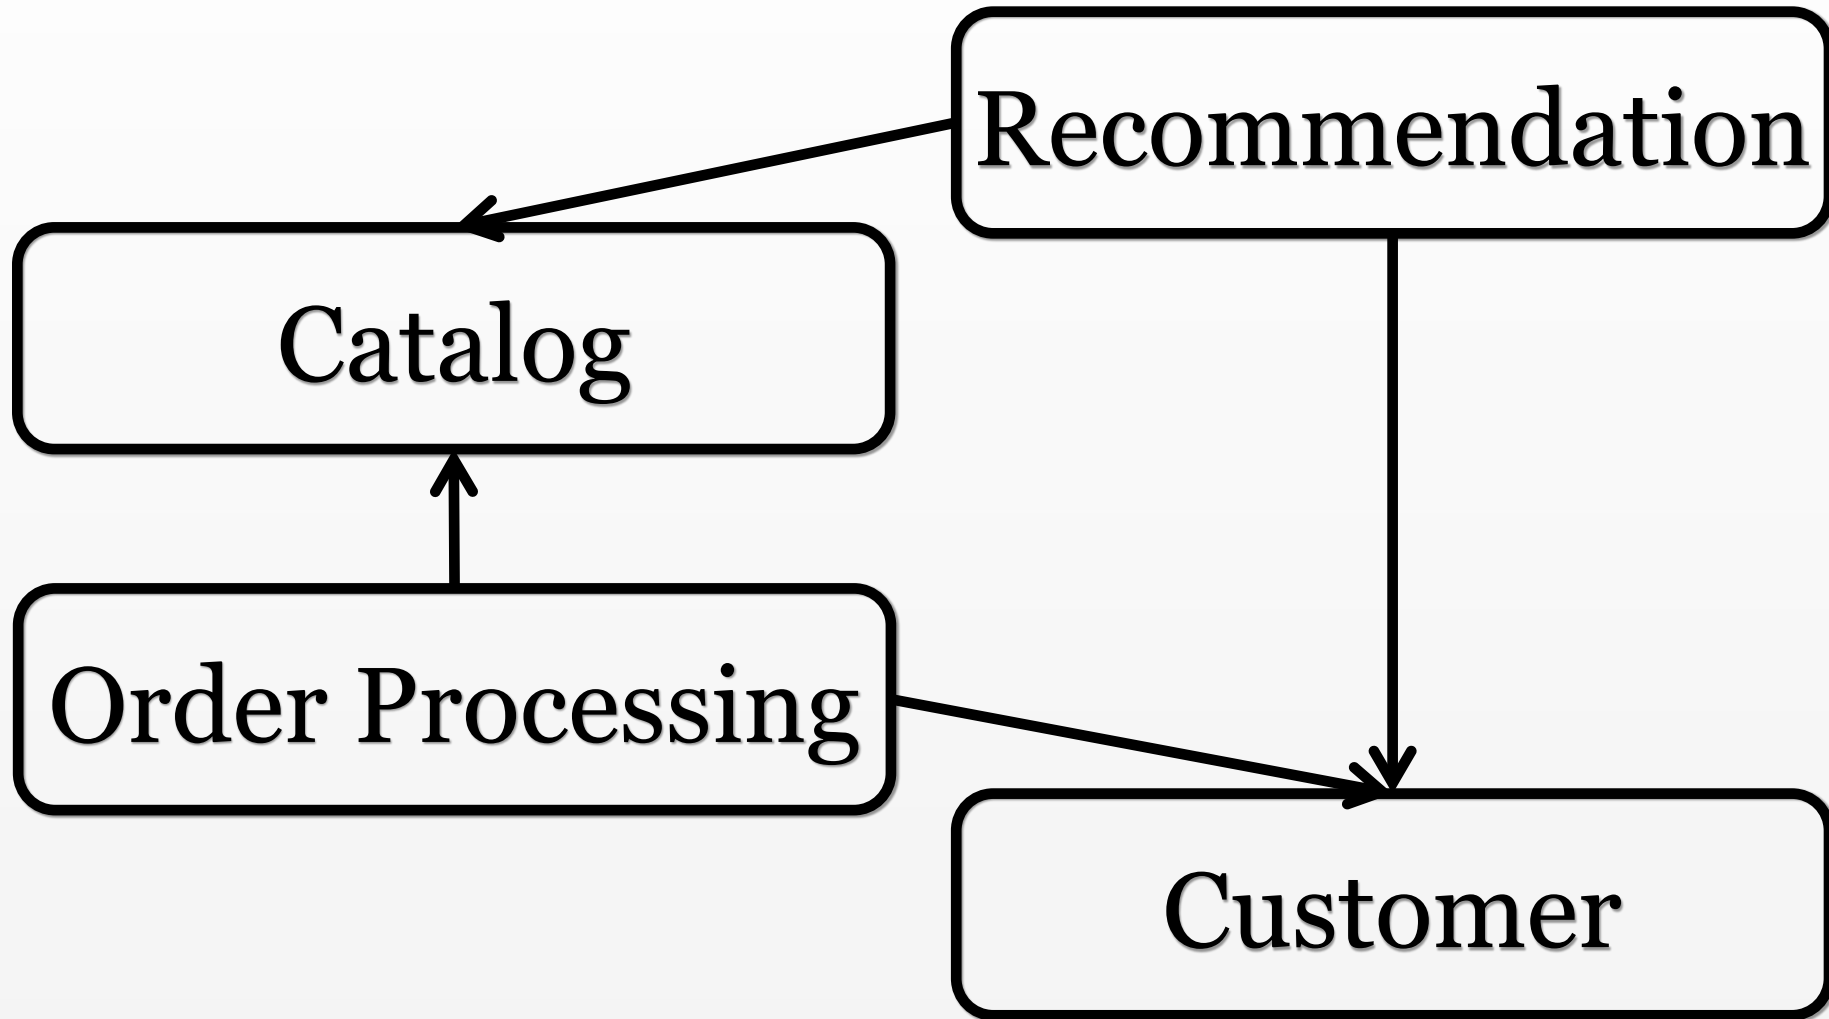 Recommendation
Catalog
Order Processing
Customer